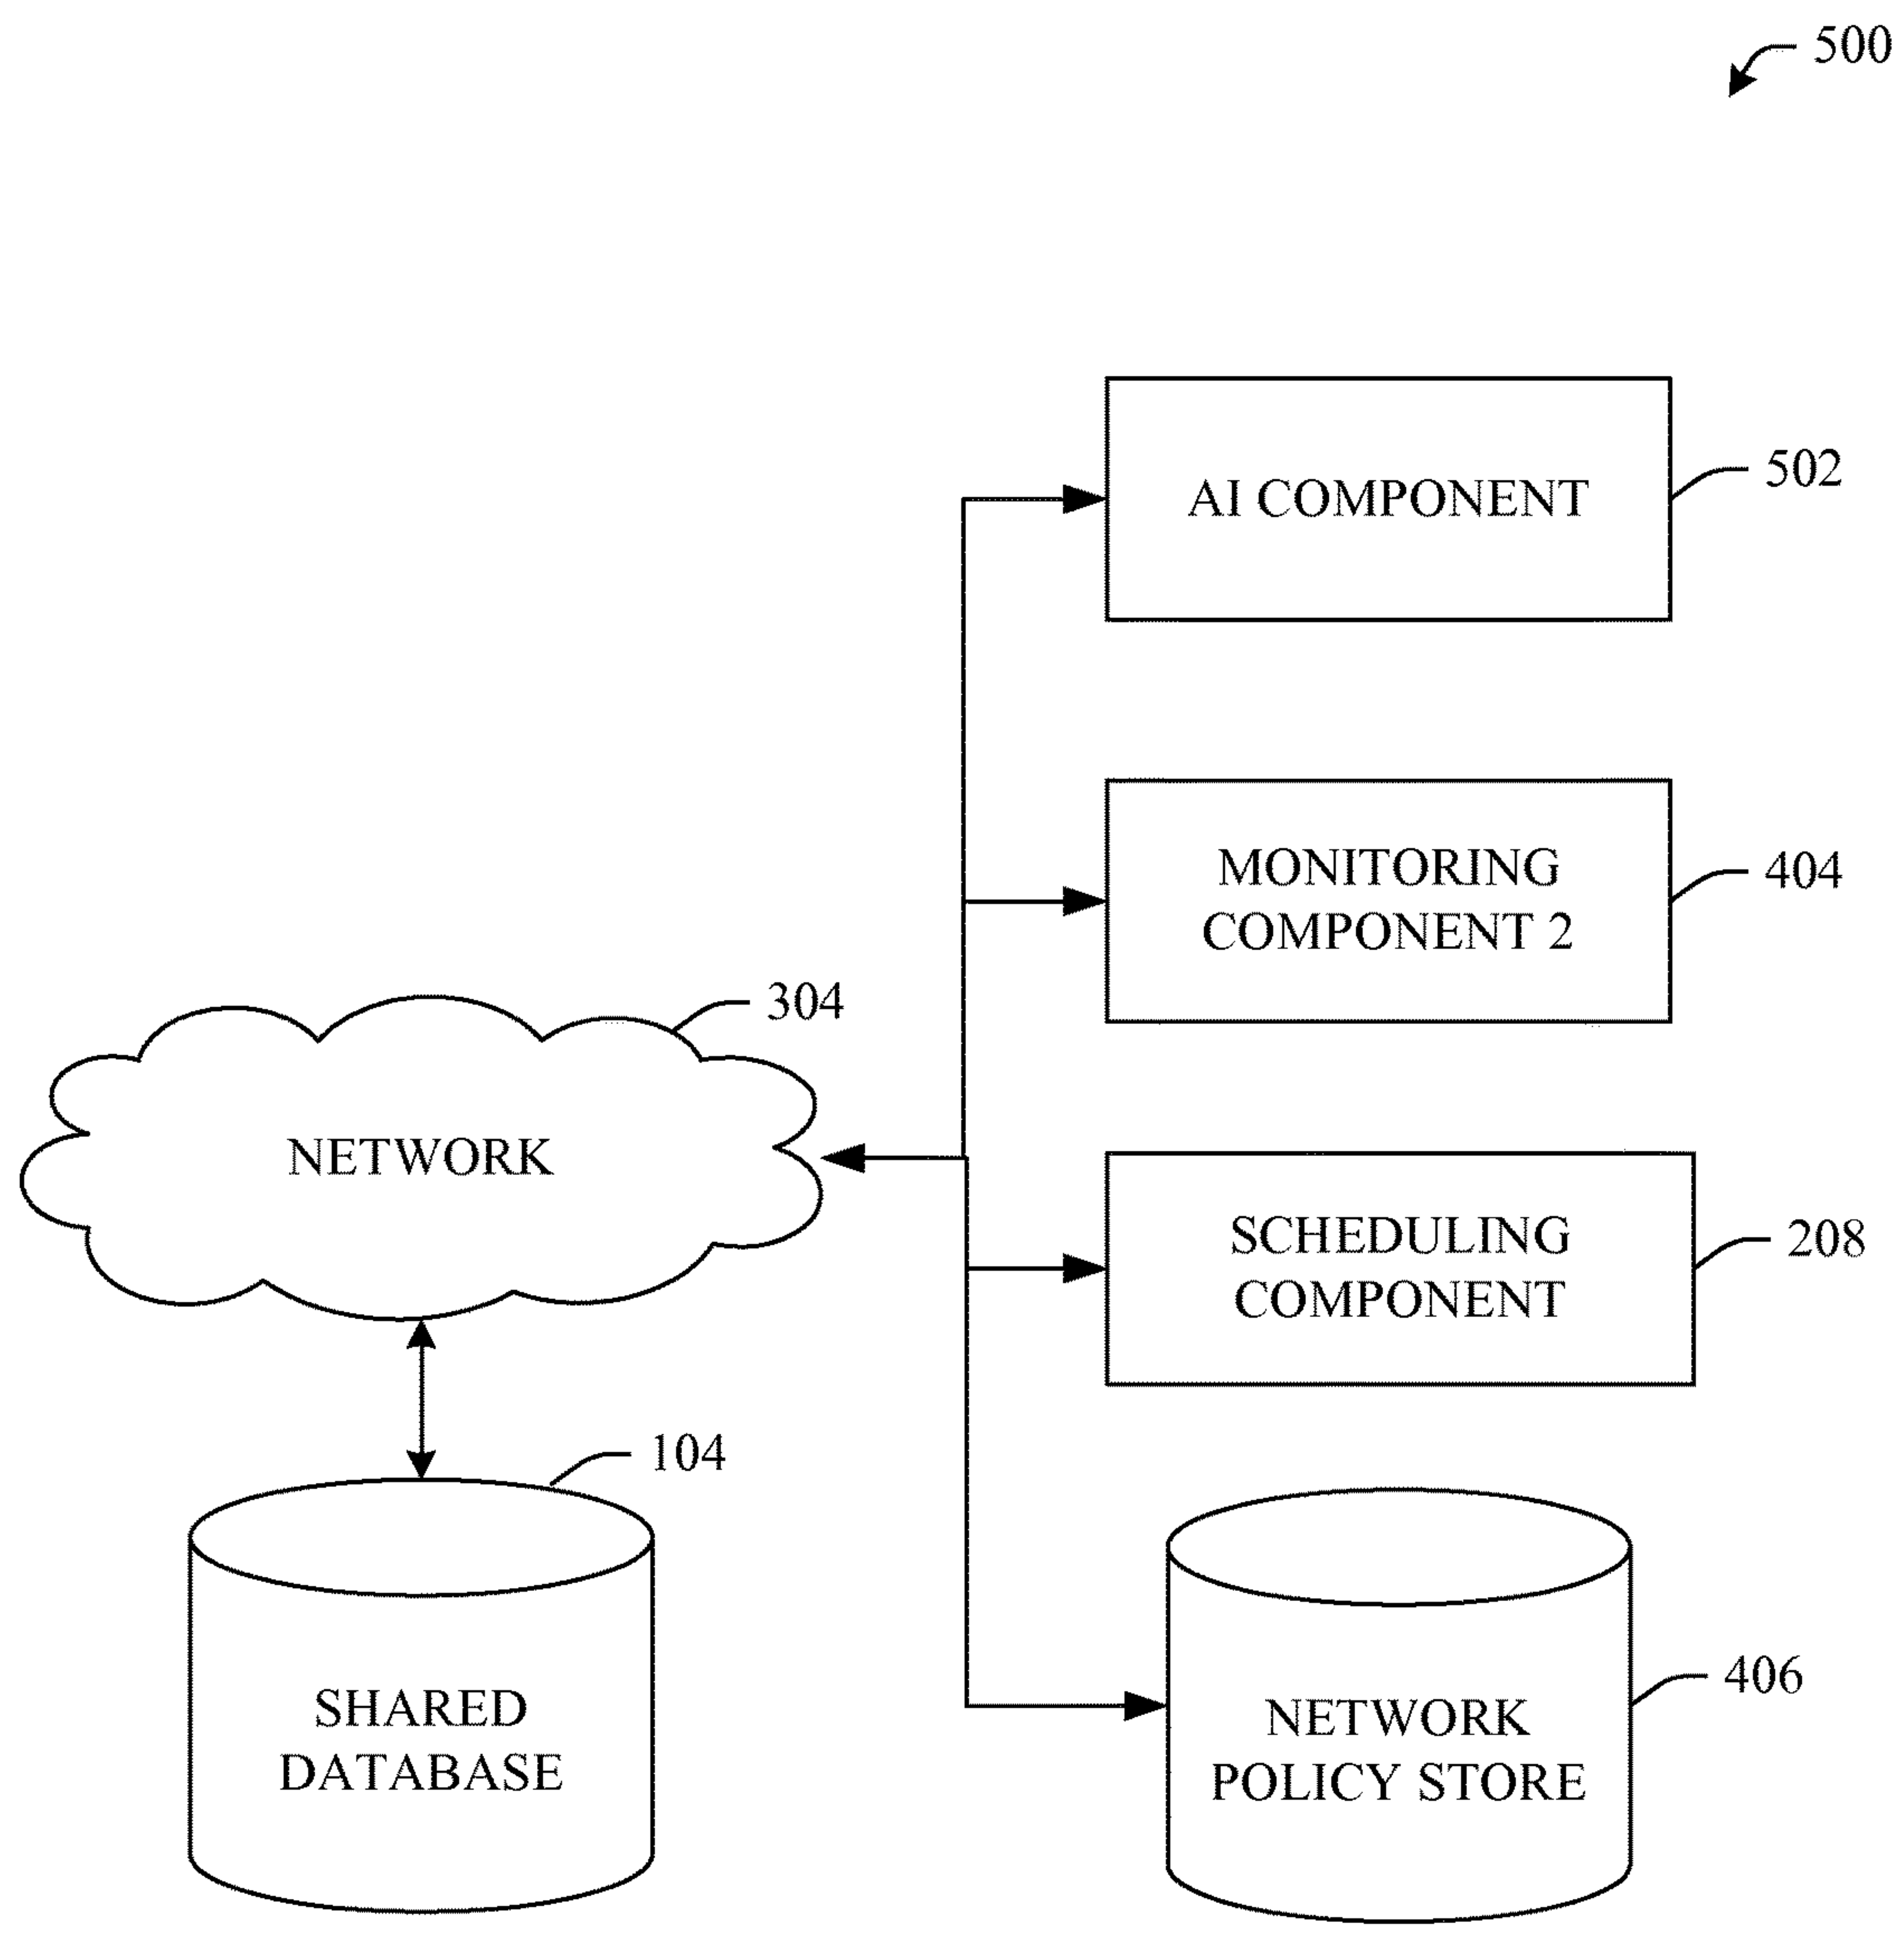 500
AI COMPONENT
502
MONITORING
COMPONENT 2
404
304
NETWORK
SCHEDULING
COMPONENT
208
104
SHARED
DATABASE
NETWORK
POLICY STORE
406